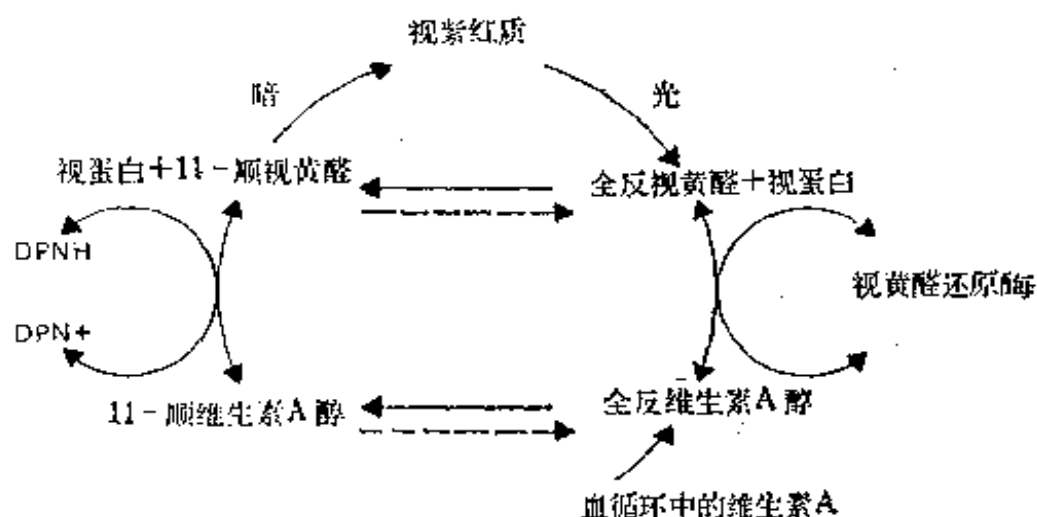 视紫红质
暗
光
视蛋白+11-顺视黄醛
全反视黄醛+视蛋白
DPNH
视黄醛还原酶
DPN+
11-顺维生素A醇
全反维生素A醇
血循环中的维生素A